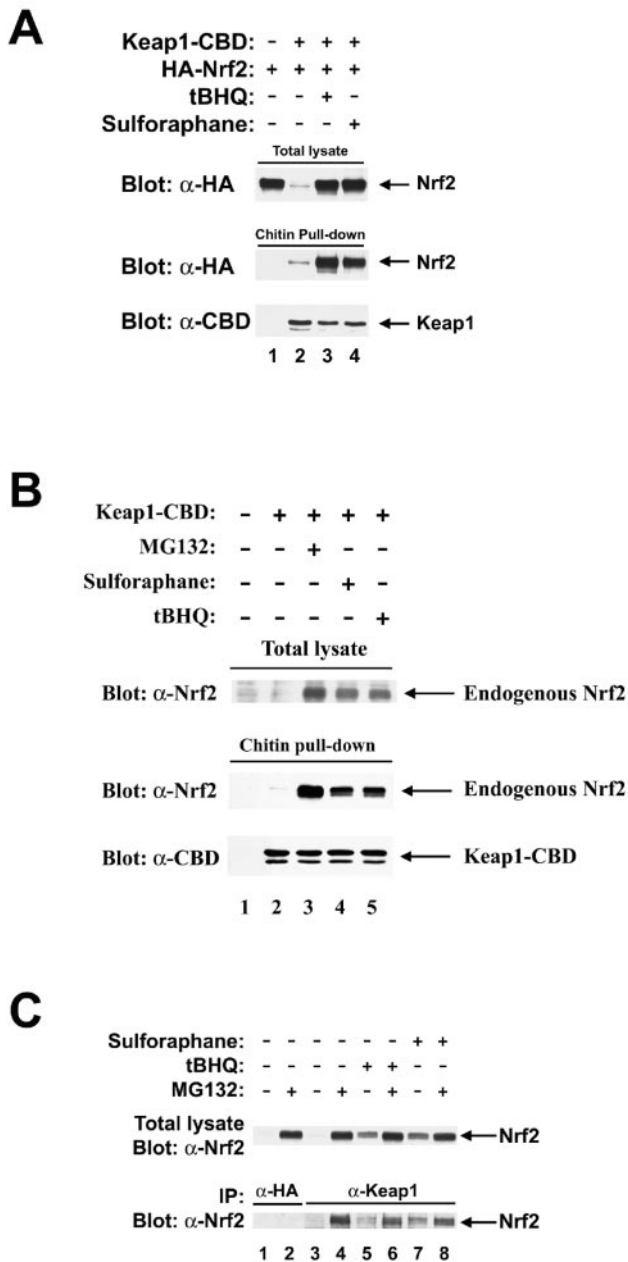 A
Keap1-CBD: - + + +
HA-Nrf2: + + + +
tBHQ: - - + -
Sulforaphane: - - - +
Total lysate
Blot: α-HA Nrf2
Chitin Pull-down
Blot: α-HA Nrf2
Blot: α-CBD Keap1
1 2 3 4
B
Keap1-CBD: - + + + +
MG132: - - + - -
Sulforaphane: - - - + -
tBHQ: - - - - +
Total lysate
Blot: α-Nrf2 Endogenous Nrf2
Chitin pull-down
Blot: α-Nrf2 Endogenous Nrf2
Blot: α-CBD Keap1-CBD
1 2 3 4 5
C
Sulforaphane: - - - - - - + +
tBHQ: - - - - + + - -
MG132: - + - + - + - +
Total lysate
Blot: α-Nrf2 Nrf2
IP: α-HA α-Keap1
Blot: α-Nrf2 Nrf2
1 2 3 4 5 6 7 8